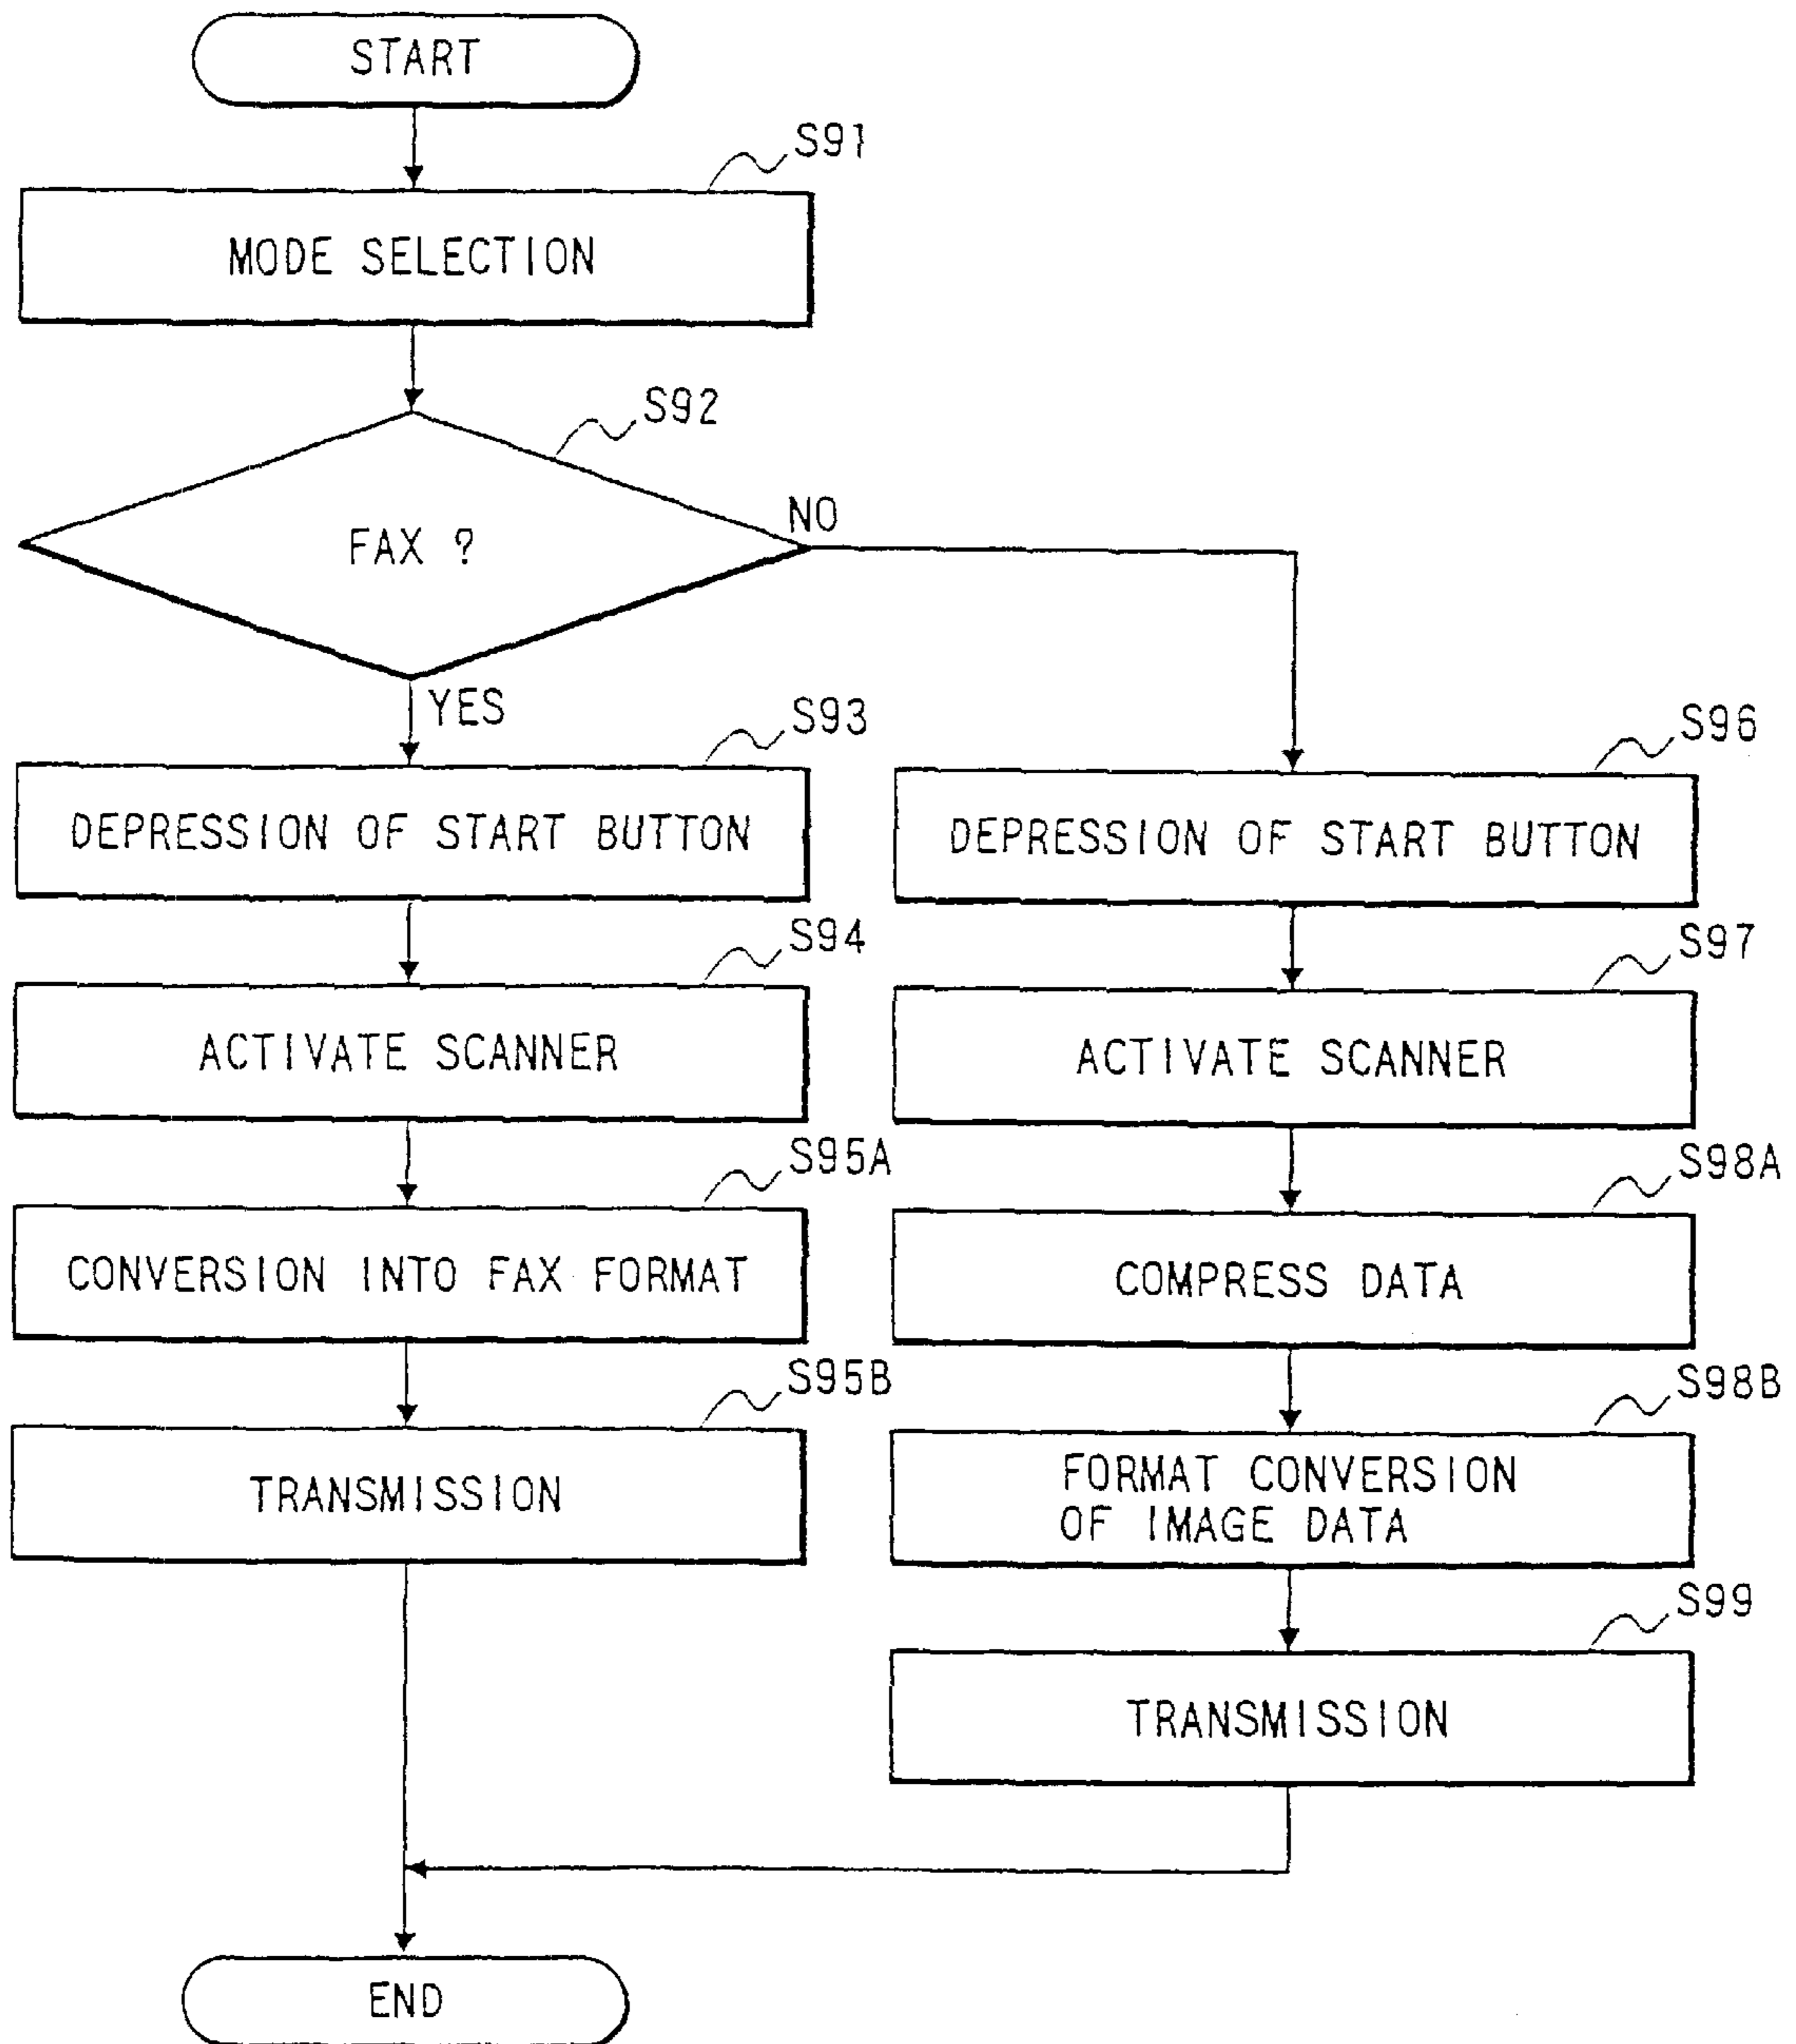 START
S91
MODE SELECTION
S92
FAX ?
NO
YES
S93
DEPRESSION OF START BUTTON
S94
ACTIVATE SCANNER
S95A
CONVERSION INTO FAX FORMAT
S95B
TRANSMISSION
S96
DEPRESSION OF START BUTTON
S97
ACTIVATE SCANNER
S98A
COMPRESS DATA
S98B
FORMAT CONVERSION
OF IMAGE DATA
S99
TRANSMISSION
END